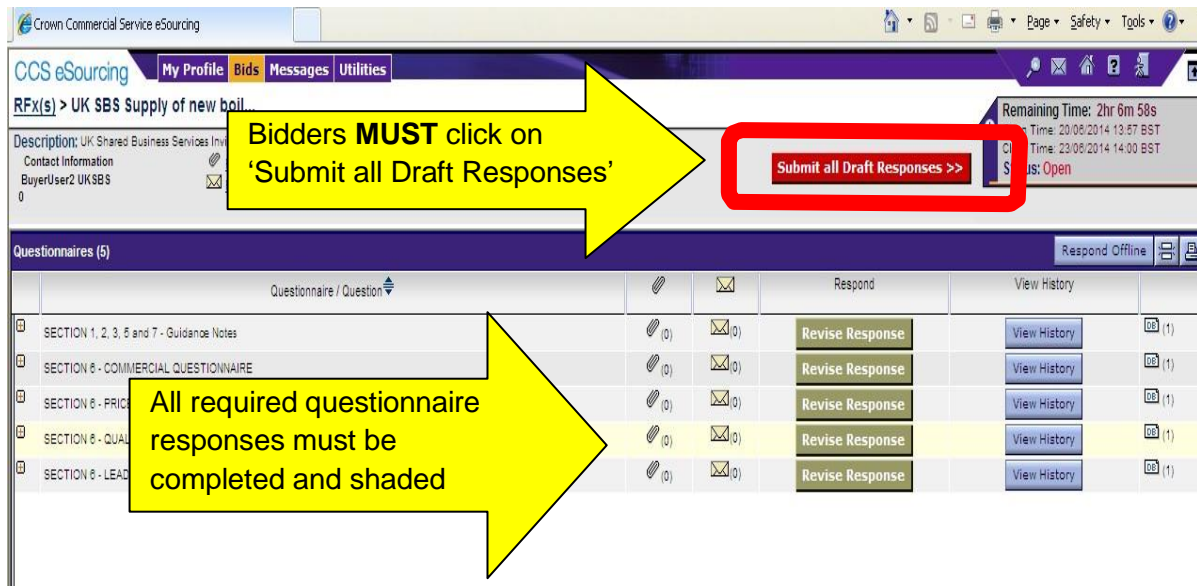 Crown Commercial Service eSourcing
Page Safety Tools
CCS eSourcing My Profile Bids Messages Utilities
RFx(s) > UK SBS Supply of new boil...
Remaining Time: 2hr 6m 58s
Time: 20/06/2014 13:57 BST
Description: UK Shared Business Services Invi
Time: 23/06/2014 14:00 BST
Contact Information
Submit all Draft Responses >>
Open
BuyerUser2 UKSBS
0
Bidders MUST click on
'Submit all Draft Responses'
Questionnaires (5) Respond Offline
Questionnaire / Question Respond View History
SECTION 1, 2, 3, 5 and 7 - Guidance Notes (0) (0) Revise Response View History DB (1)
SECTION 6 - COMMERCIAL QUESTIONNAIRE (0) (0) Revise Response View History DB (1)
SECTION 6 - PRICE (0) (0) Revise Response View History DB (1)
SECTION 6 - QUAL (0) (0) Revise Response View History DB (1)
SECTION 6 - LEAD (0) (0) Revise Response View History DB (1)
All required questionnaire
responses must be
completed and shaded